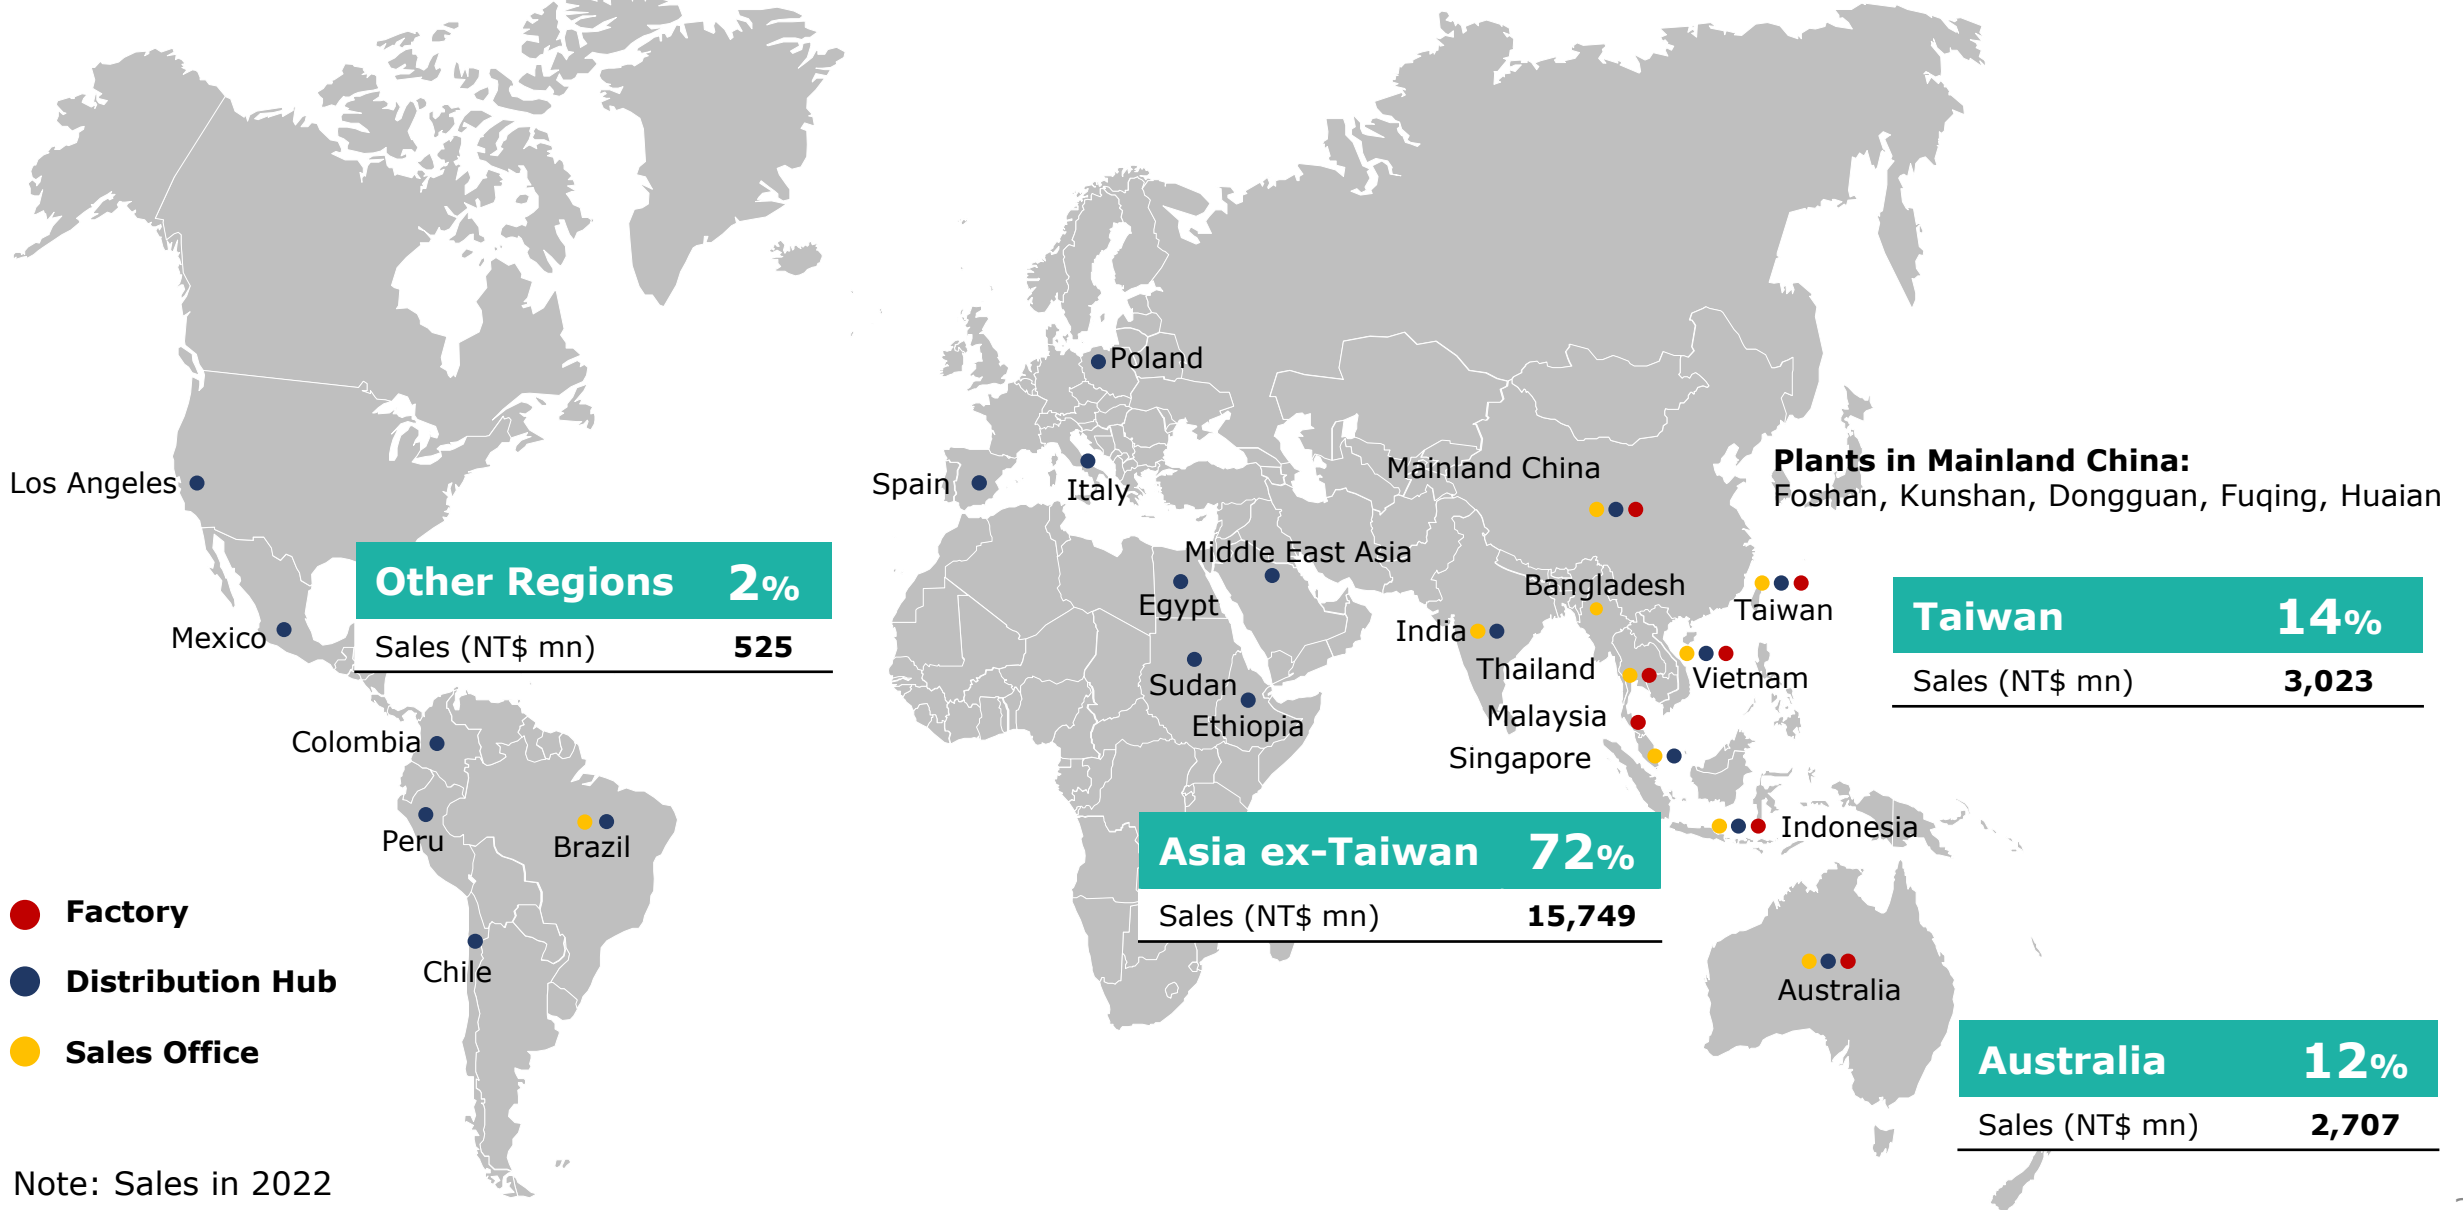 Poland
Los Angeles
Spain
Italy
Mainland China
Plants in Mainland China:
Foshan, Kunshan, Dongguan, Fuqing, Huaian
Middle East Asia
Egypt
Bangladesh
Taiwan
Other Regions 2%
Sales (NT$ mn) 525
Taiwan 14%
Sales (NT$ mn) 3,023
Mexico
India
Thailand
Vietnam
Sudan
Ethiopia
Malaysia
Singapore
Colombia
Peru
Brazil
Indonesia
Asia ex-Taiwan 72%
Sales (NT$ mn) 15,749
Chile
Australia
Factory
Distribution Hub
Sales Office
Australia 12%
Sales (NT$ mn) 2,707
Note: Sales in 2022